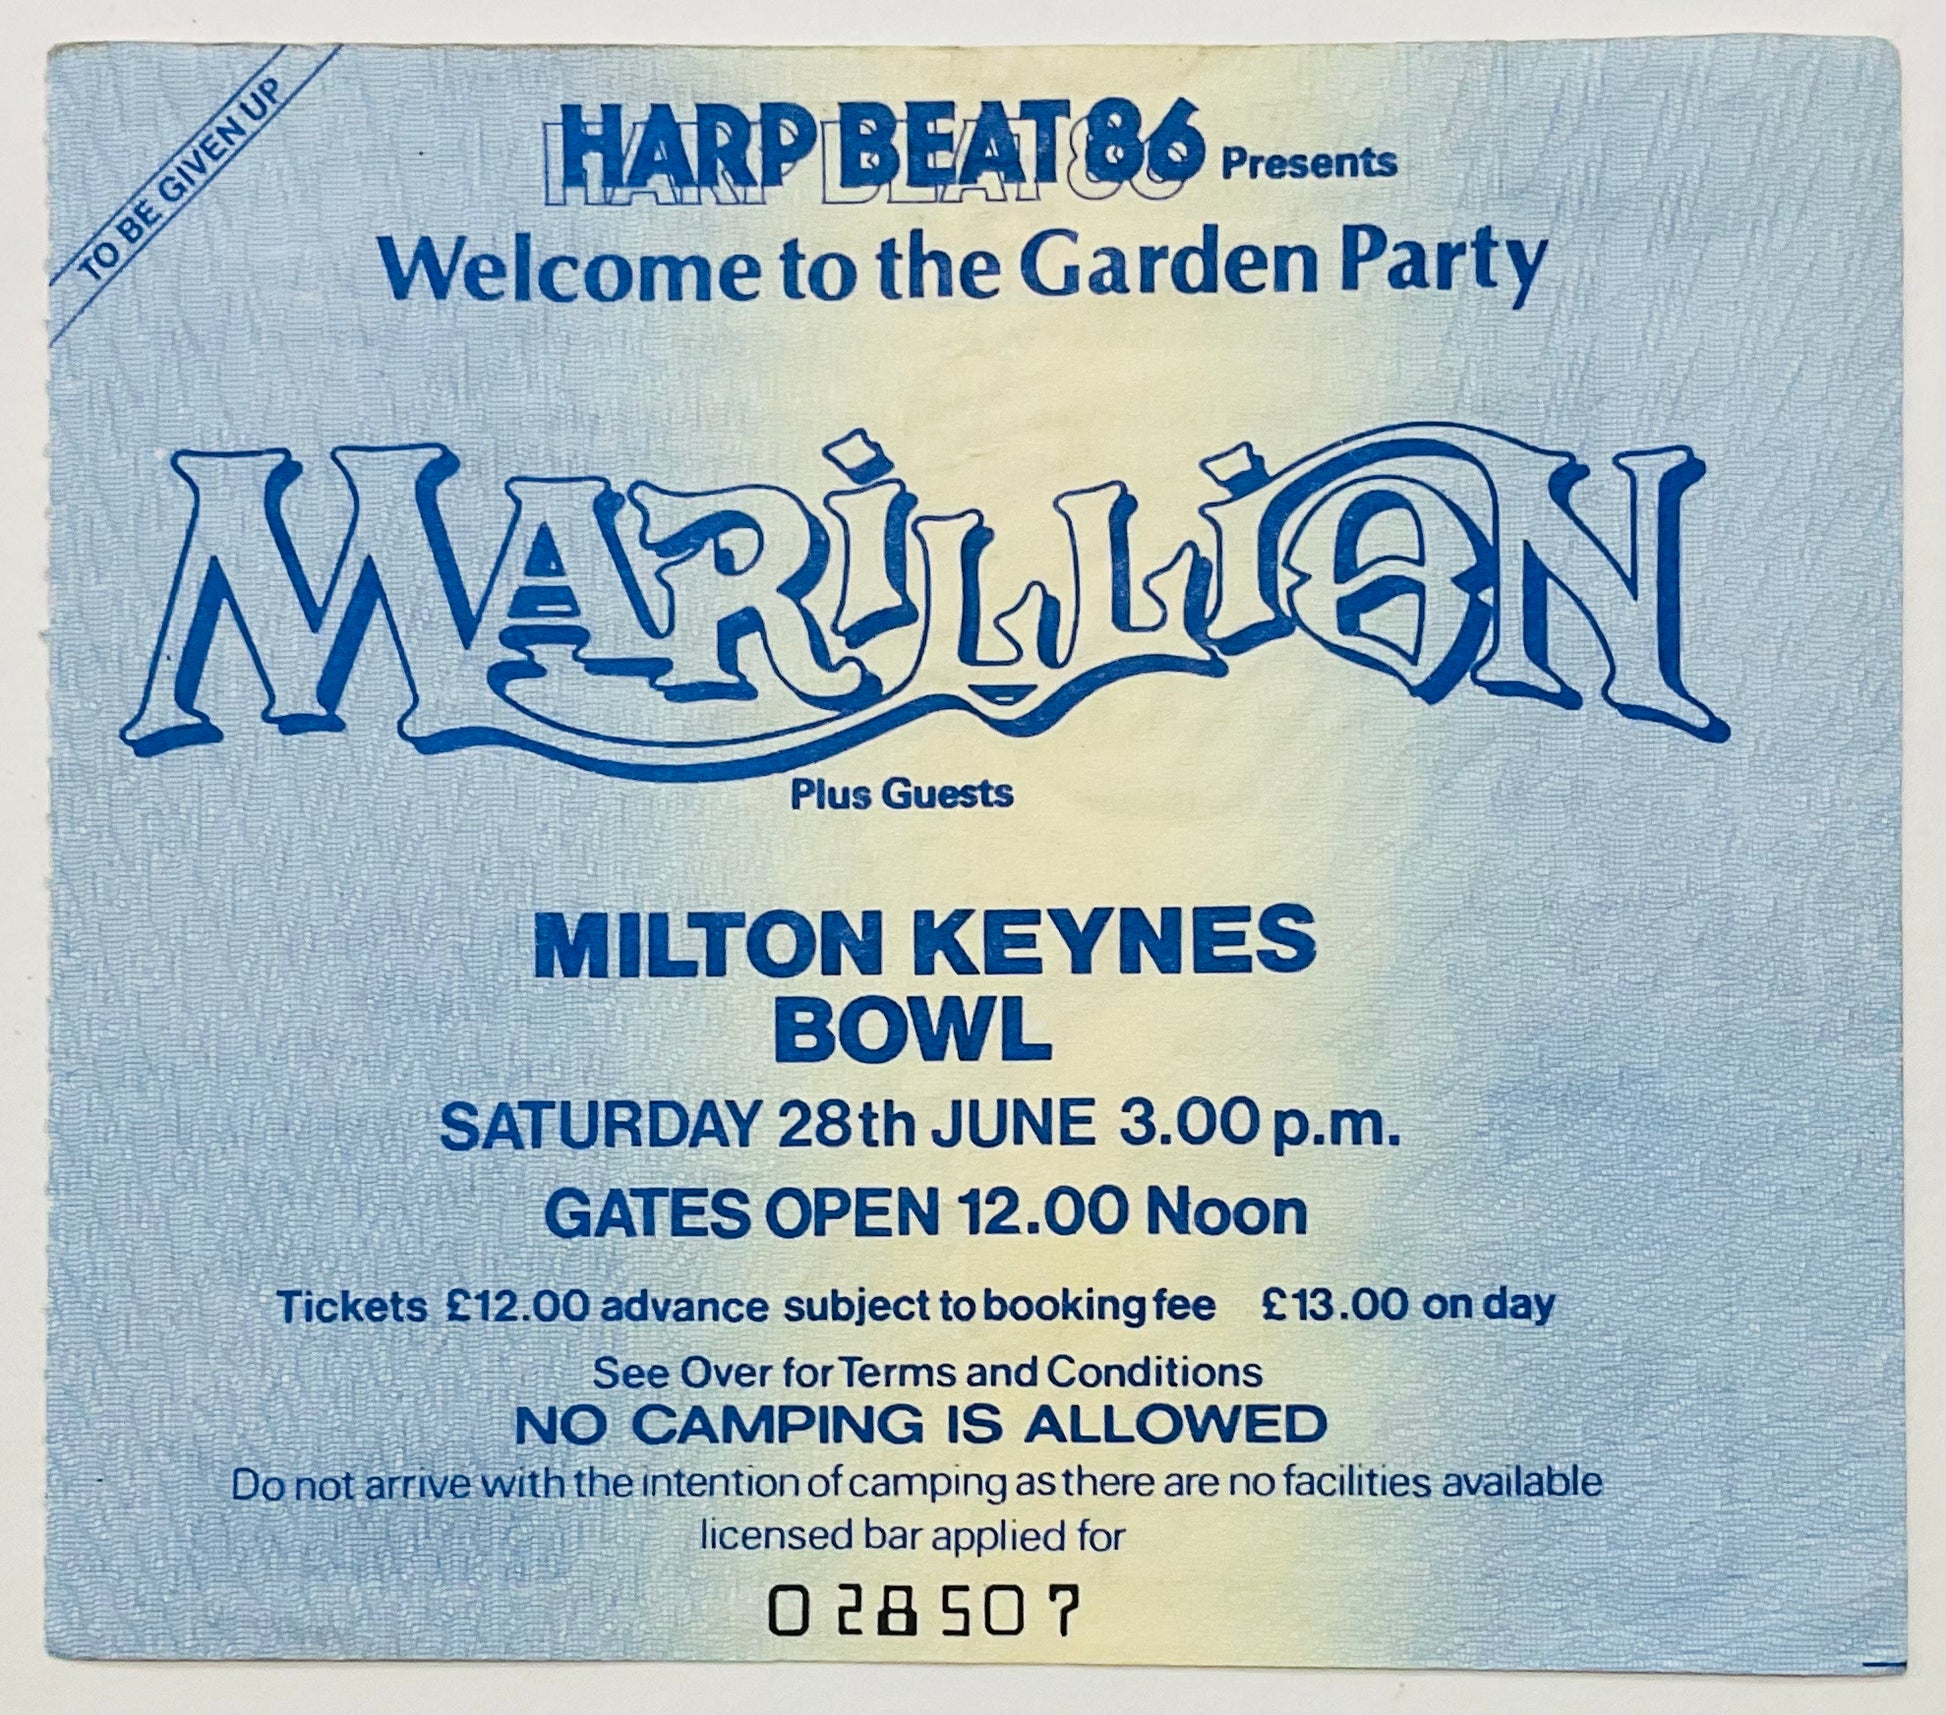 TO BE GIVEN UP
HARP BEAT 86 Presents
Welcome to the Garden Party
MARILLION
Plus Guests
MILTON KEYNES
BOWL
SATURDAY 28th JUNE 3.00 p.m.
GATES OPEN 12.00 Noon
Tickets £12.00 advance subject to booking fee £13.00 on day
See Over for Terms and Conditions
NO CAMPING IS ALLOWED
Do not arrive with the intention of camping as there are no facilities available
licensed bar applied for
028507